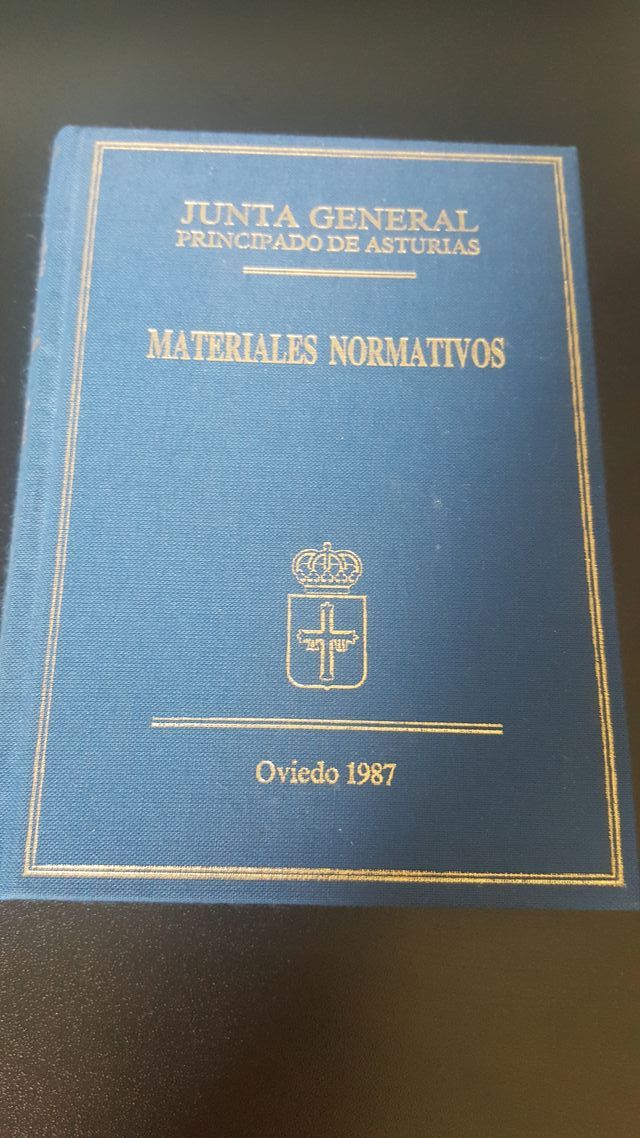 JUNTA GENERAL
PRINCIPADO DE ASTURIAS
MATERIALES NORMATIVOS
Oviedo 1987